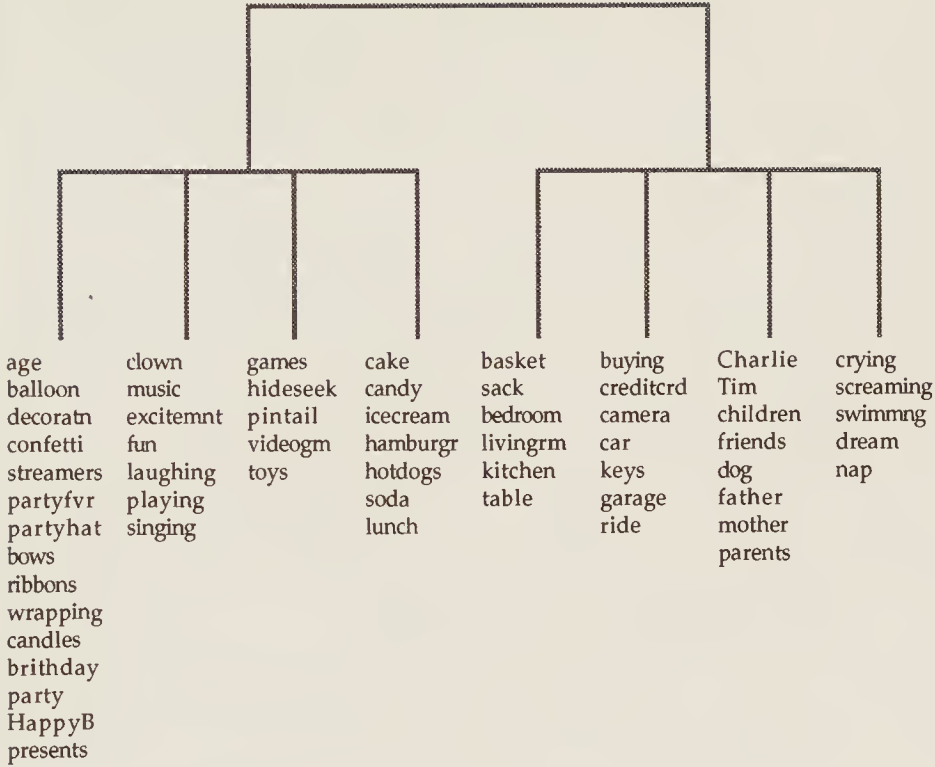 age
balloon
decoratn
confetti
streamers
partyfvr
partyhat
bows
ribbons
wrapping
candles
brithday
party
HappyB
presents
clown
music
excitemnt
fun
laughing
playing
singing
games
hideseek
pintail
videogm
toys
cake
candy
icecream
hamburgr
hotdogs
soda
lunch
basket
sack
bedroom
livingrm
kitchen
table
buying
creditcrd
camera
car
keys
garage
ride
Charlie
Tim
children
friends
dog
father
mother
parents
crying
screaming
swimmng
dream
nap